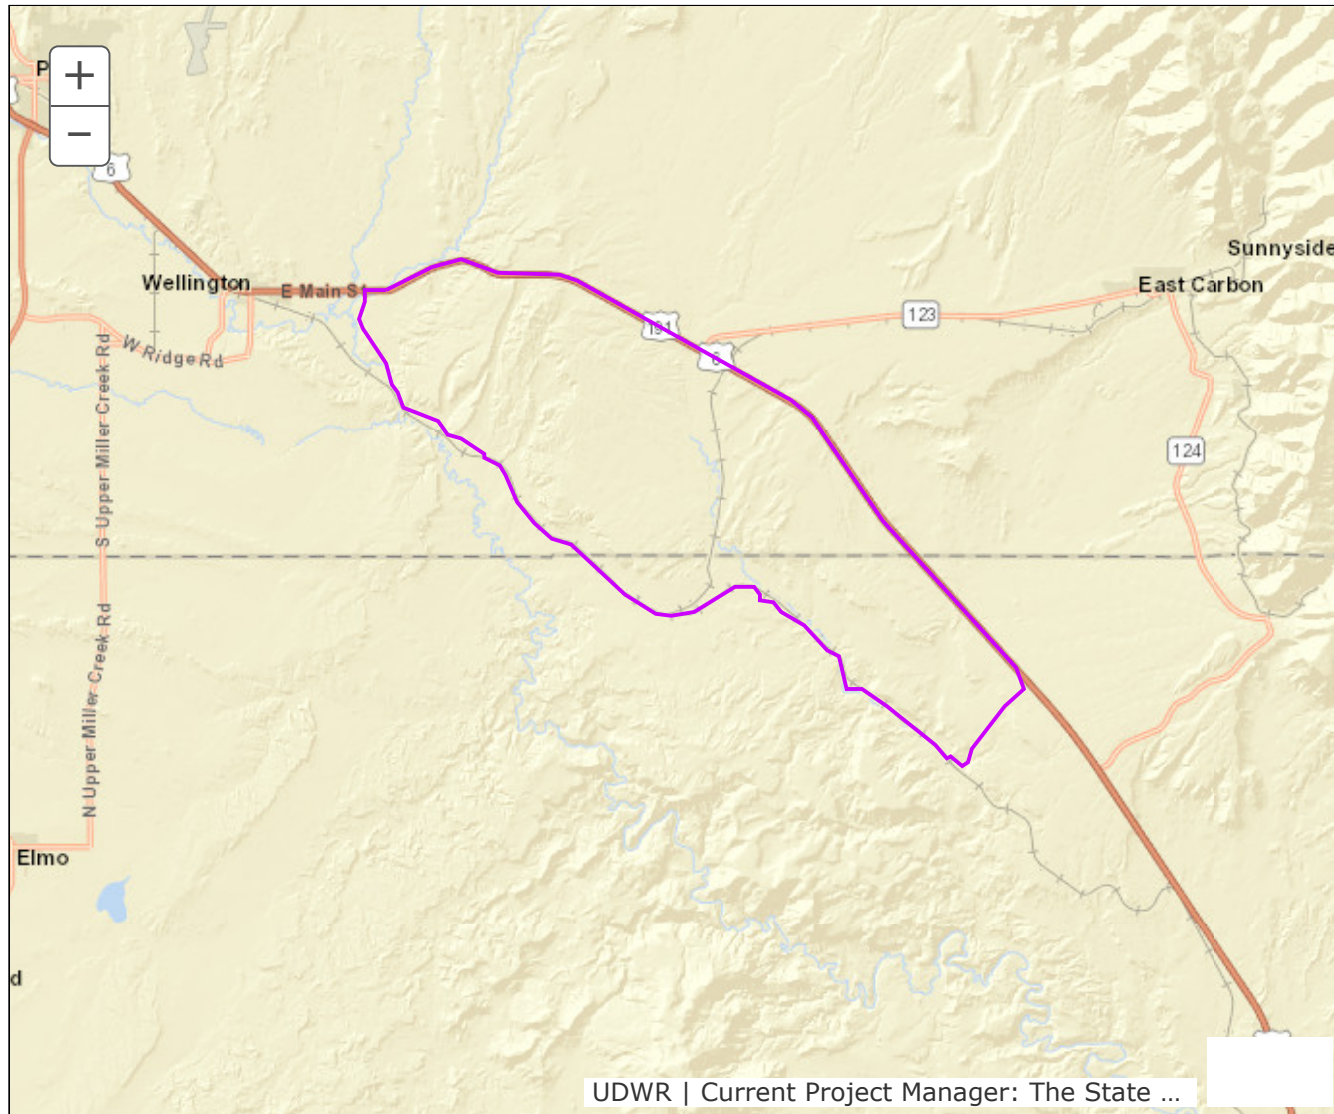 P
+
−
6
Sunnyside
Wellington
E Main St
East Carbon
123
191
6
W Ridge Rd
S Upper Miller Creek Rd
124
N Upper Miller Creek Rd
Elmo
d
UDWR | Current Project Manager: The State ...